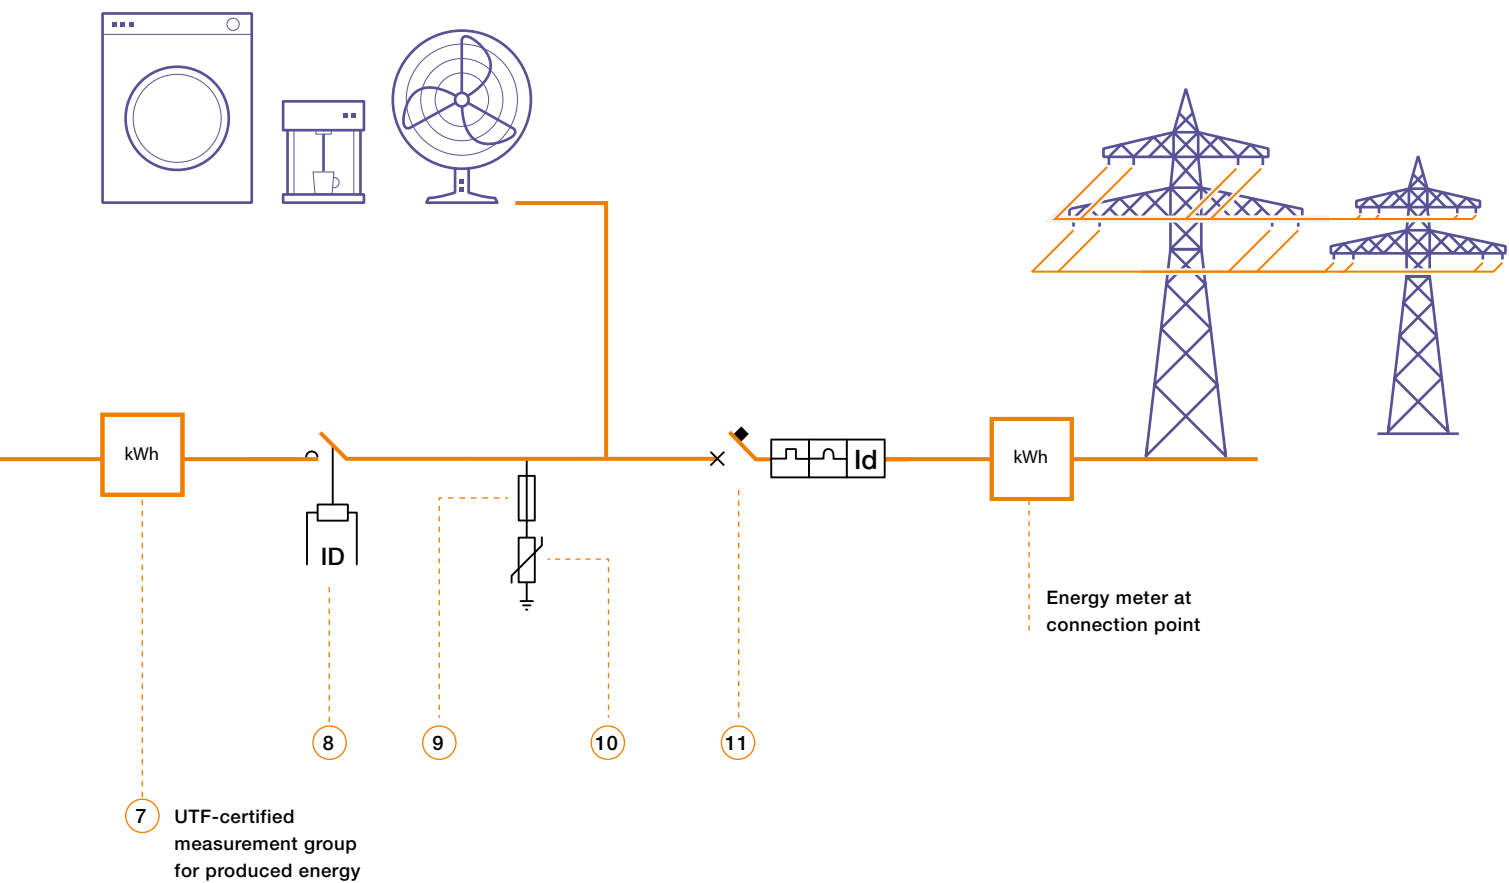 kWh
Id
kWh
ID
Energy meter at
connection point
8
9
10
11
7
UTF-certified
measurement group
for produced energy